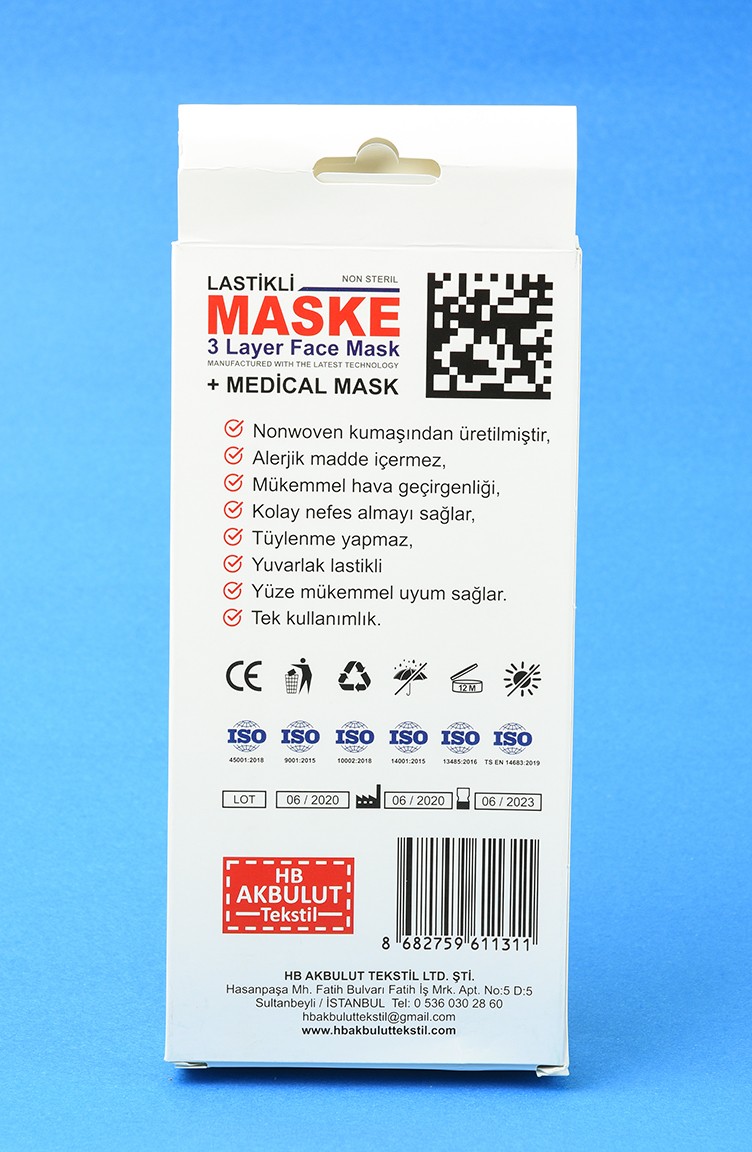 LASTİKLİ
NON STERIL
MASKE
3 Layer Face Mask
MANUFACTURED WITH THE LATEST TECHNOLOGY
+ MEDİCAL MASK
Nonwoven kumaşından üretilmiştir,
Alerjik madde içermez,
Mükemmel hava geçirgenliği,
Kolay nefes almayı sağlar,
Tüylenme yapmaz,
Yuvarlak lastikli
Yüze mükemmel uyum sağlar.
Tek kullanımlık.
CE
12 M
ISO ISO ISO ISO ISO ISO
45001:2018 9001:2015 10002:2018 14001:2015 13485:2016 TS EN 14683:2019
LOT 06 / 2020 06 / 2020 06 / 2023
HB
AKBULUT
Tekstil
8 682759 611311
HB AKBULUT TEKSTİL LTD. ŞTİ.
Hasanpaşa Mh. Fatih Bulvarı Fatih İş Mrk. Apt. No:5 D:5
Sultanbeyli / İSTANBUL Tel: 0 536 030 28 60
hbakbuluttekstil@gmail.com
www.hbakbuluttekstil.com